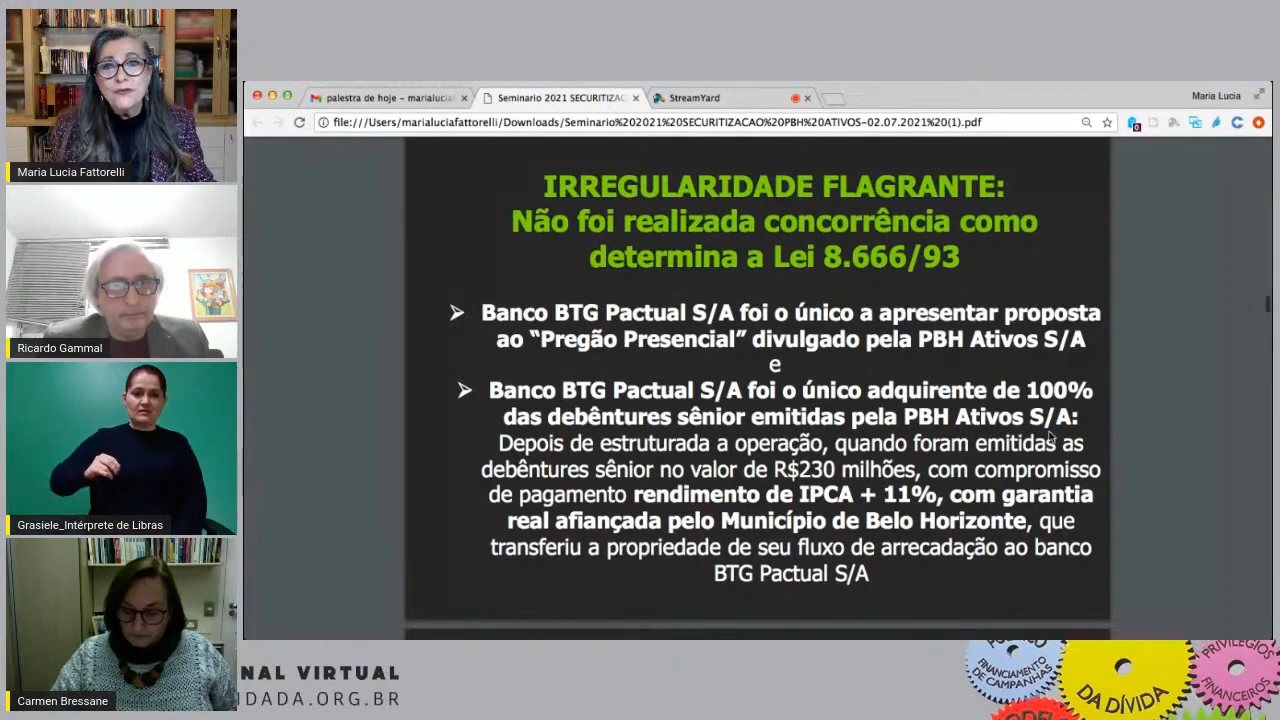 Maria Lucia Fattorelli
Ricardo Gammal
Grasiele_Intérprete de Libras
Carmen Bressane
palestra de hoje - marialucia
Seminario 2021 SECURITIZAC
StreamYard
Maria Lucia
file:///Users/marialuciafattorelli/Downloads/Seminario%202021%20SECURITIZACAO%20PBH%20ATIVOS-02.07.2021%20(1).pdf
IRREGULARIDADE FLAGRANTE:
Não foi realizada concorrência como
determina a Lei 8.666/93
➢ Banco BTG Pactual S/A foi o único a apresentar proposta
ao “Pregão Presencial” divulgado pela PBH Ativos S/A
e
➢ Banco BTG Pactual S/A foi o único adquirente de 100%
das debêntures sênior emitidas pela PBH Ativos S/A:
Depois de estruturada a operação, quando foram emitidas as
debêntures sênior no valor de R$230 milhões, com compromisso
de pagamento rendimento de IPCA + 11%, com garantia
real afiançada pelo Município de Belo Horizonte, que
transferiu a propriedade de seu fluxo de arrecadação ao banco
BTG Pactual S/A
NAL VIRTUAL
IDADA.ORG.BR
FINANCIAMENTO
DE CAMPANHAS
DA DÍVIDA
PRIVILÉGIOS
FINANCEIROS